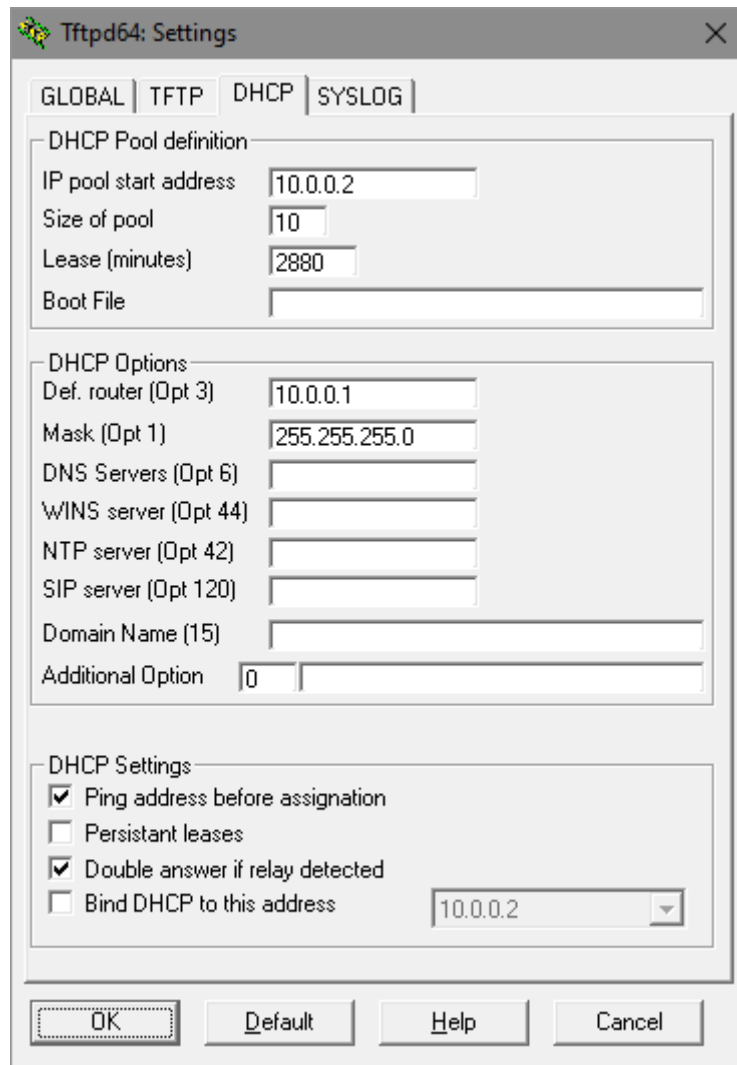 Tftpd64: Settings
GLOBAL TFTP DHCP SYSLOG
DHCP Pool definition
IP pool start address 10.0.0.2
Size of pool 10
Lease (minutes) 2880
Boot File
DHCP Options
Def. router (Opt 3) 10.0.0.1
Mask (Opt 1) 255.255.255.0
DNS Servers (Opt 6)
WINS server (Opt 44)
NTP server (Opt 42)
SIP server (Opt 120)
Domain Name (15)
Additional Option 0
DHCP Settings
Ping address before assignation
Persistant leases
Double answer if relay detected
Bind DHCP to this address 10.0.0.2
OK Default Help Cancel